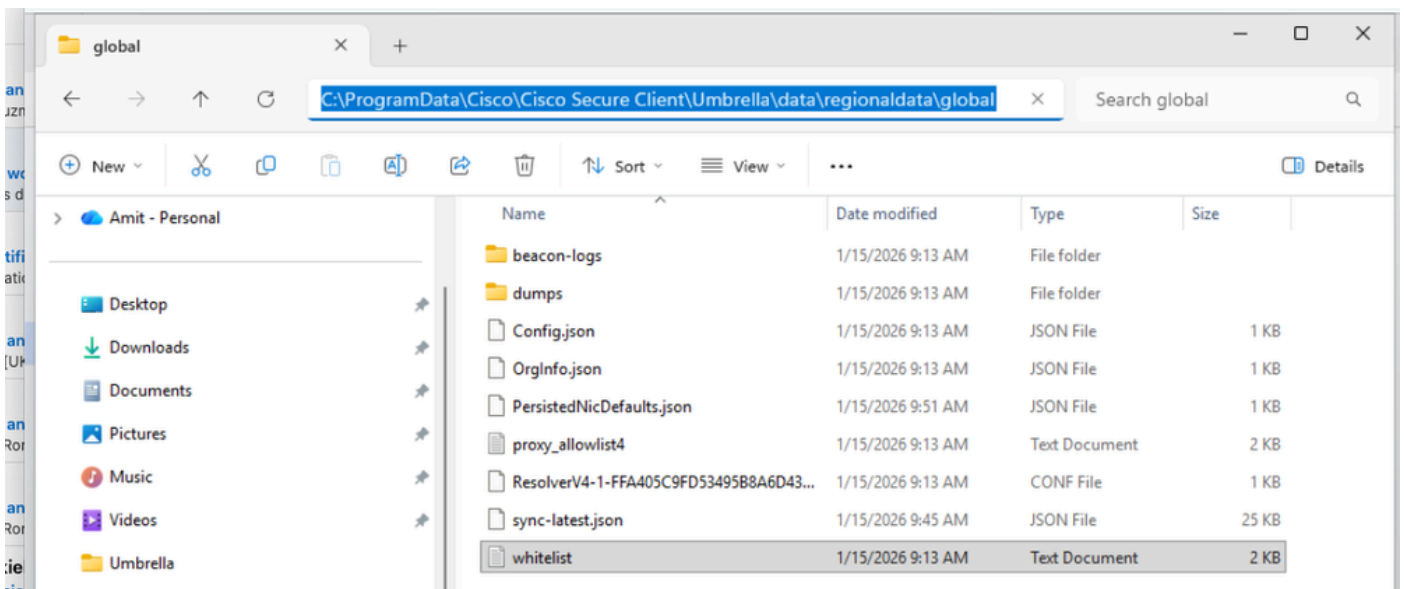 global
C:\ProgramData\Cisco\Cisco Secure Client\Umbrella\data\regionaldata\global
Search global
New
Sort
View
Details
Amit - Personal
Desktop
Downloads
Documents
Pictures
Music
Videos
Umbrella
Name Date modified Type Size
beacon-logs 1/15/2026 9:13 AM File folder
dumps 1/15/2026 9:13 AM File folder
Config.json 1/15/2026 9:13 AM JSON File 1 KB
OrgInfo.json 1/15/2026 9:13 AM JSON File 1 KB
PersistedNicDefaults.json 1/15/2026 9:51 AM JSON File 1 KB
proxy_allowlist4 1/15/2026 9:13 AM Text Document 2 KB
ResolverV4-1-FFA405C9FD53495B8A6D43... 1/15/2026 9:13 AM CONF File 1 KB
sync-latest.json 1/15/2026 9:45 AM JSON File 25 KB
whitelist 1/15/2026 9:13 AM Text Document 2 KB